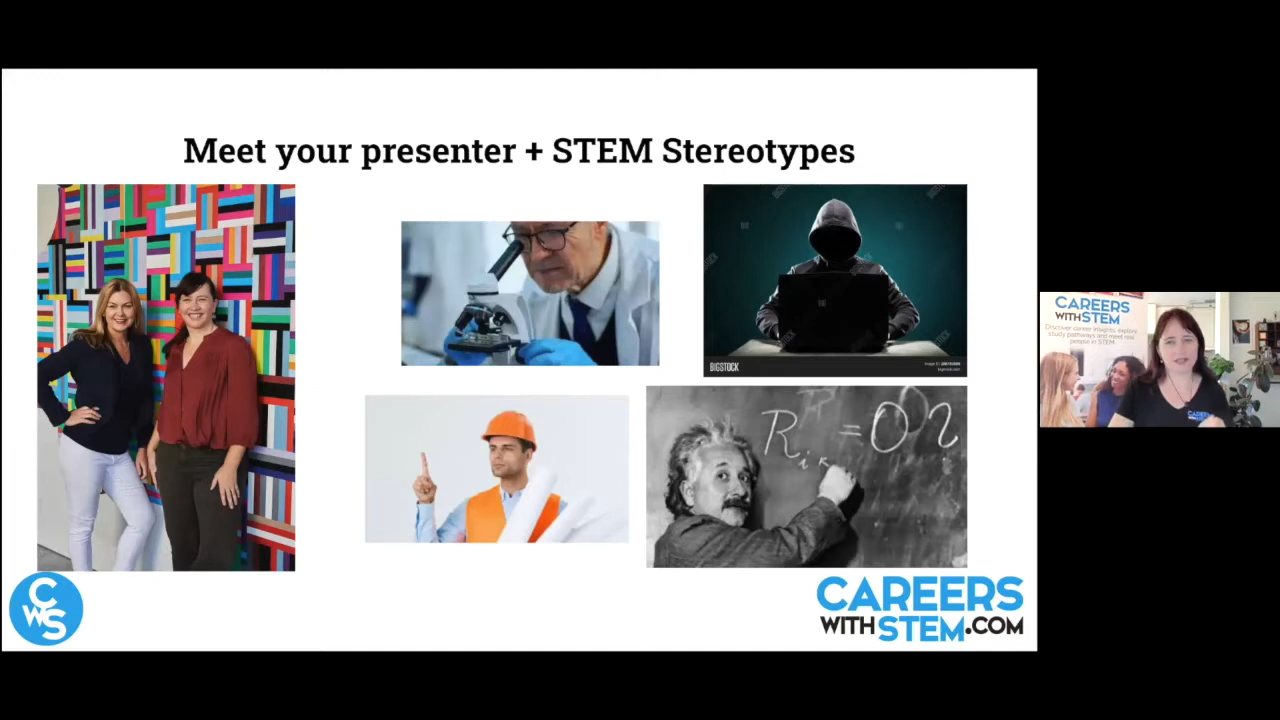 Meet your presenter + STEM Stereotypes
BIGSTOCK
CAREERS
WITH STEM
Discover career insights, explore
study pathways and meet real
people in STEM.
C
W
S
CAREERS
WITH STEM.COM